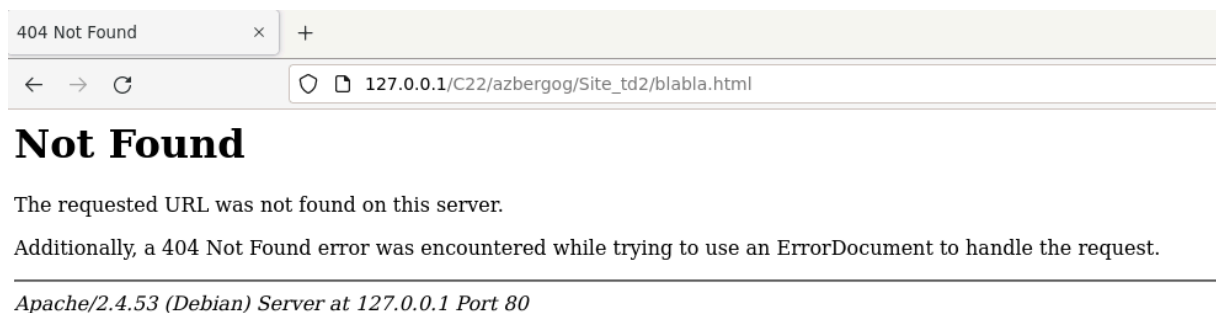 404 Not Found
127.0.0.1/C22/azbergog/Site_td2/blabla.html
Not Found
The requested URL was not found on this server.
Additionally, a 404 Not Found error was encountered while trying to use an ErrorDocument to handle the request.
Apache/2.4.53 (Debian) Server at 127.0.0.1 Port 80